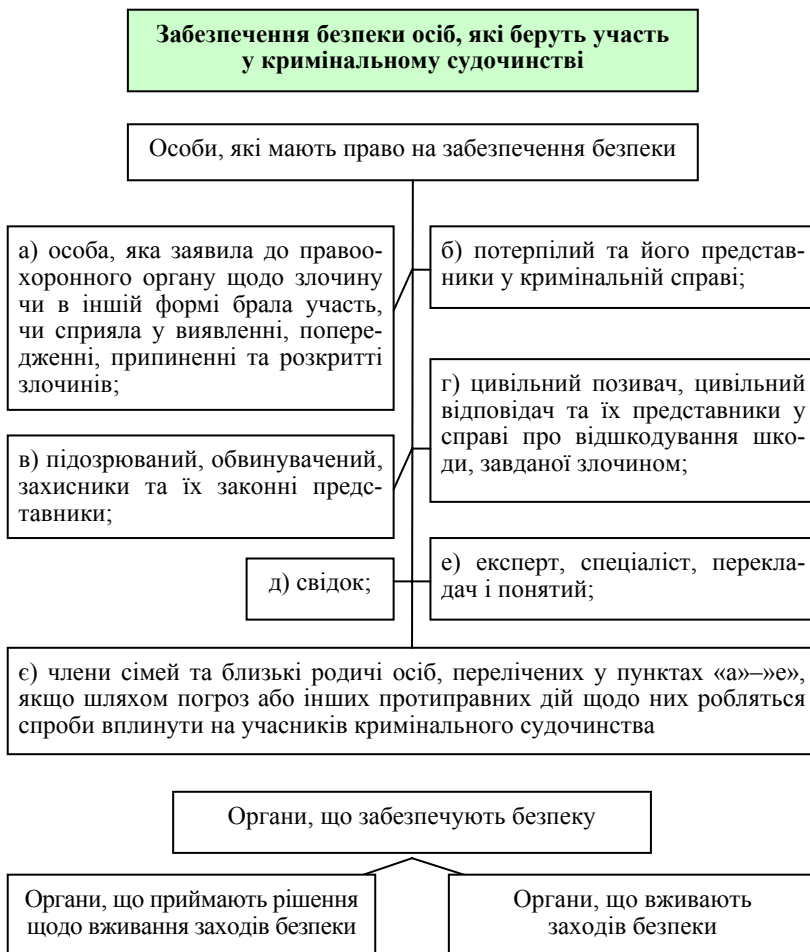 Забезпечення безпеки осіб, які беруть участь
у кримінальному судочинстві
Особи, які мають право на забезпечення безпеки
а) особа, яка заявила до правоо-
хоронного органу щодо злочину
чи в іншій формі брала участь,
чи сприяла у виявленні, попере-
дженні, припиненні та розкритті
злочинів;
б) потерпілий та його представ-
ники у кримінальній справі;
в) підозрюваний, обвинувачений,
захисники та їх законні предс-
тавники;
г) цивільний позивач, цивільний
відповідач та їх представники у
справі про відшкодування шко-
ди, завданої злочином;
д) свідок;
е) експерт, спеціаліст, перекла-
дач і понятий;
є) члени сімей та близькі родичі осіб, перелічених у пунктах «а»–»е»,
якщо шляхом погроз або інших протиправних дій щодо них робляться
спроби вплинути на учасників кримінального судочинства
Органи, що забезпечують безпеку
Органи, що приймають рішення
щодо вживання заходів безпеки
Органи, що вживають
заходів безпеки